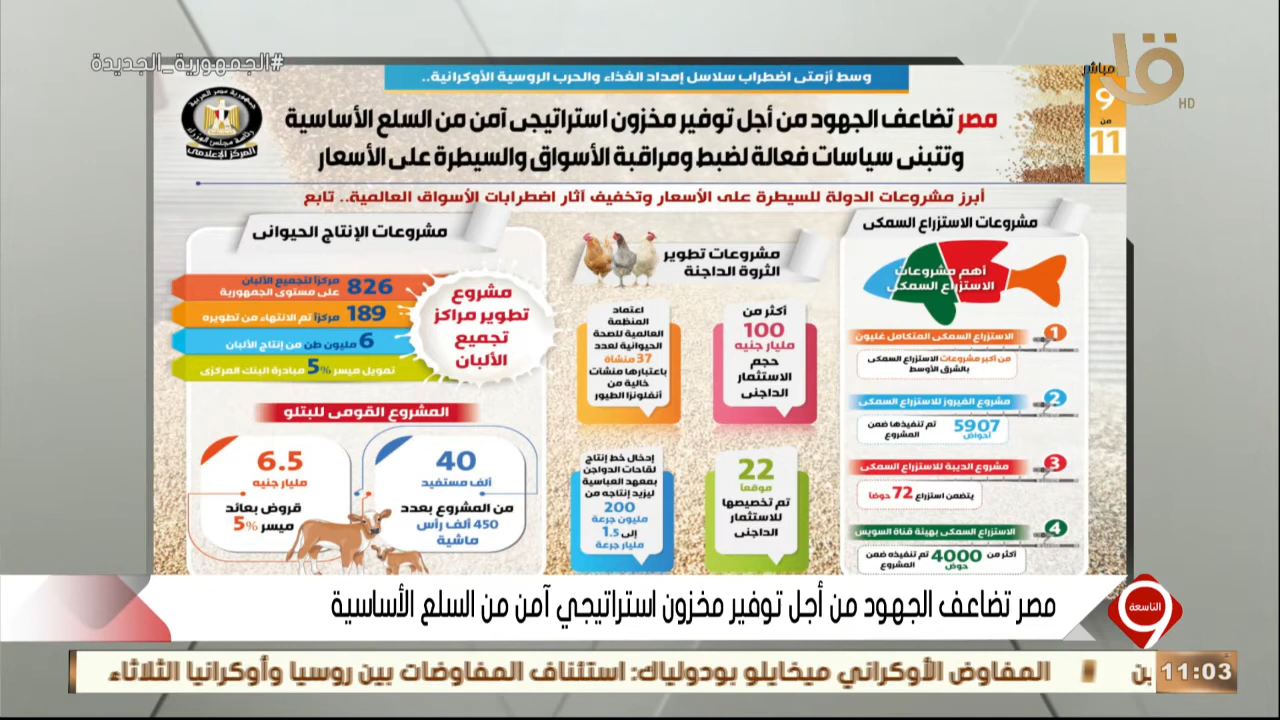 #الجمهورية_الجديدة
مباشر
HD
9
من
11
وسط أزمتى اضطراب سلاسل إمداد الغذاء والحرب الروسية الأوكرانية..
مصر تضاعف الجهود من أجل توفير مخزون استراتيجى آمن من السلع الأساسية
وتتبنى سياسات فعالة لضبط ومراقبة الأسواق والسيطرة على الأسعار
جمهورية مصر العربية
رئاسة مجلس الوزراء
المركز الإعلامى
أبرز مشروعات الدولة للسيطرة على الأسعار وتخفيف آثار اضطرابات الأسواق العالمية.. تابع
مشروعات الاستزراع السمكى
أهم مشروعات
الاستزراع السمكى
1 الاستزراع السمكى المتكامل غليون
من أكبر مشروعات الاستزراع السمكى
بالشرق الأوسط
2 مشروع الفيروز للاستزراع السمكى
5907 أحواض تم تنفيذها ضمن
المشروع
3 مشروع الديبة للاستزراع السمكى
يتضمن استزراع 72 حوضا
4 الاستزراع السمكى بهيئة قناة السويس
أكثر من 4000 حوض تم تنفيذه ضمن
المشروع
مشروعات تطوير
الثروة الداجنة
أكثر من
100
مليار جنيه
حجم
الاستثمار
الداجنى
اعتماد
المنظمة
العالمية للصحة
الحيوانية لعدد
37 منشأة
باعتبارها منشآت
خالية من
أنفلونزا الطيور
22
موقعاً
تم تخصيصها
للاستثمار
الداجنى
إدخال خط إنتاج
لقاحات الدواجن
بمعهد العباسية
ليزيد إنتاجه من
200
مليون جرعة
إلى 1.5
مليار جرعة
مشروعات الإنتاج الحيوانى
مشروع
تطوير مراكز
تجميع
الألبان
826 مركزاً لتجميع الألبان
على مستوى الجمهورية
189 مركزاً تم الانتهاء من تطويره
6 مليون طن من إنتاج الألبان
تمويل ميسر 5% مبادرة البنك المركزى
المشروع القومى للبتلو
40
ألف مستفيد
من المشروع بعدد
450 ألف رأس
ماشية
6.5
مليار جنيه
قروض بعائد
ميسر 5%
التاسعة
9
مصر تضاعف الجهود من أجل توفير مخزون استراتيجي آمن من السلع الأساسية
11:03
ين المفاوض الأوكراني ميخايلو بودولياك: استئناف المفاوضات بين روسيا وأوكرانيا الثلاثاء